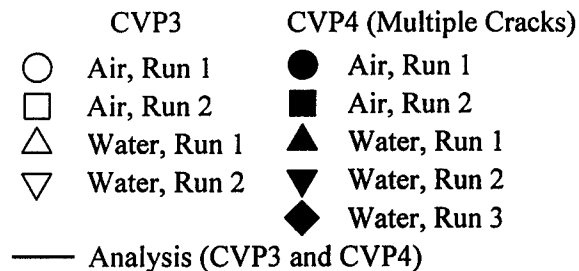 CVP3 CVP4 (Multiple Cracks)
Air, Run 1 Air, Run 1
Air, Run 2 Air, Run 2
Water, Run 1 Water, Run 1
Water, Run 2 Water, Run 2
Water, Run 3
Analysis (CVP3 and CVP4)